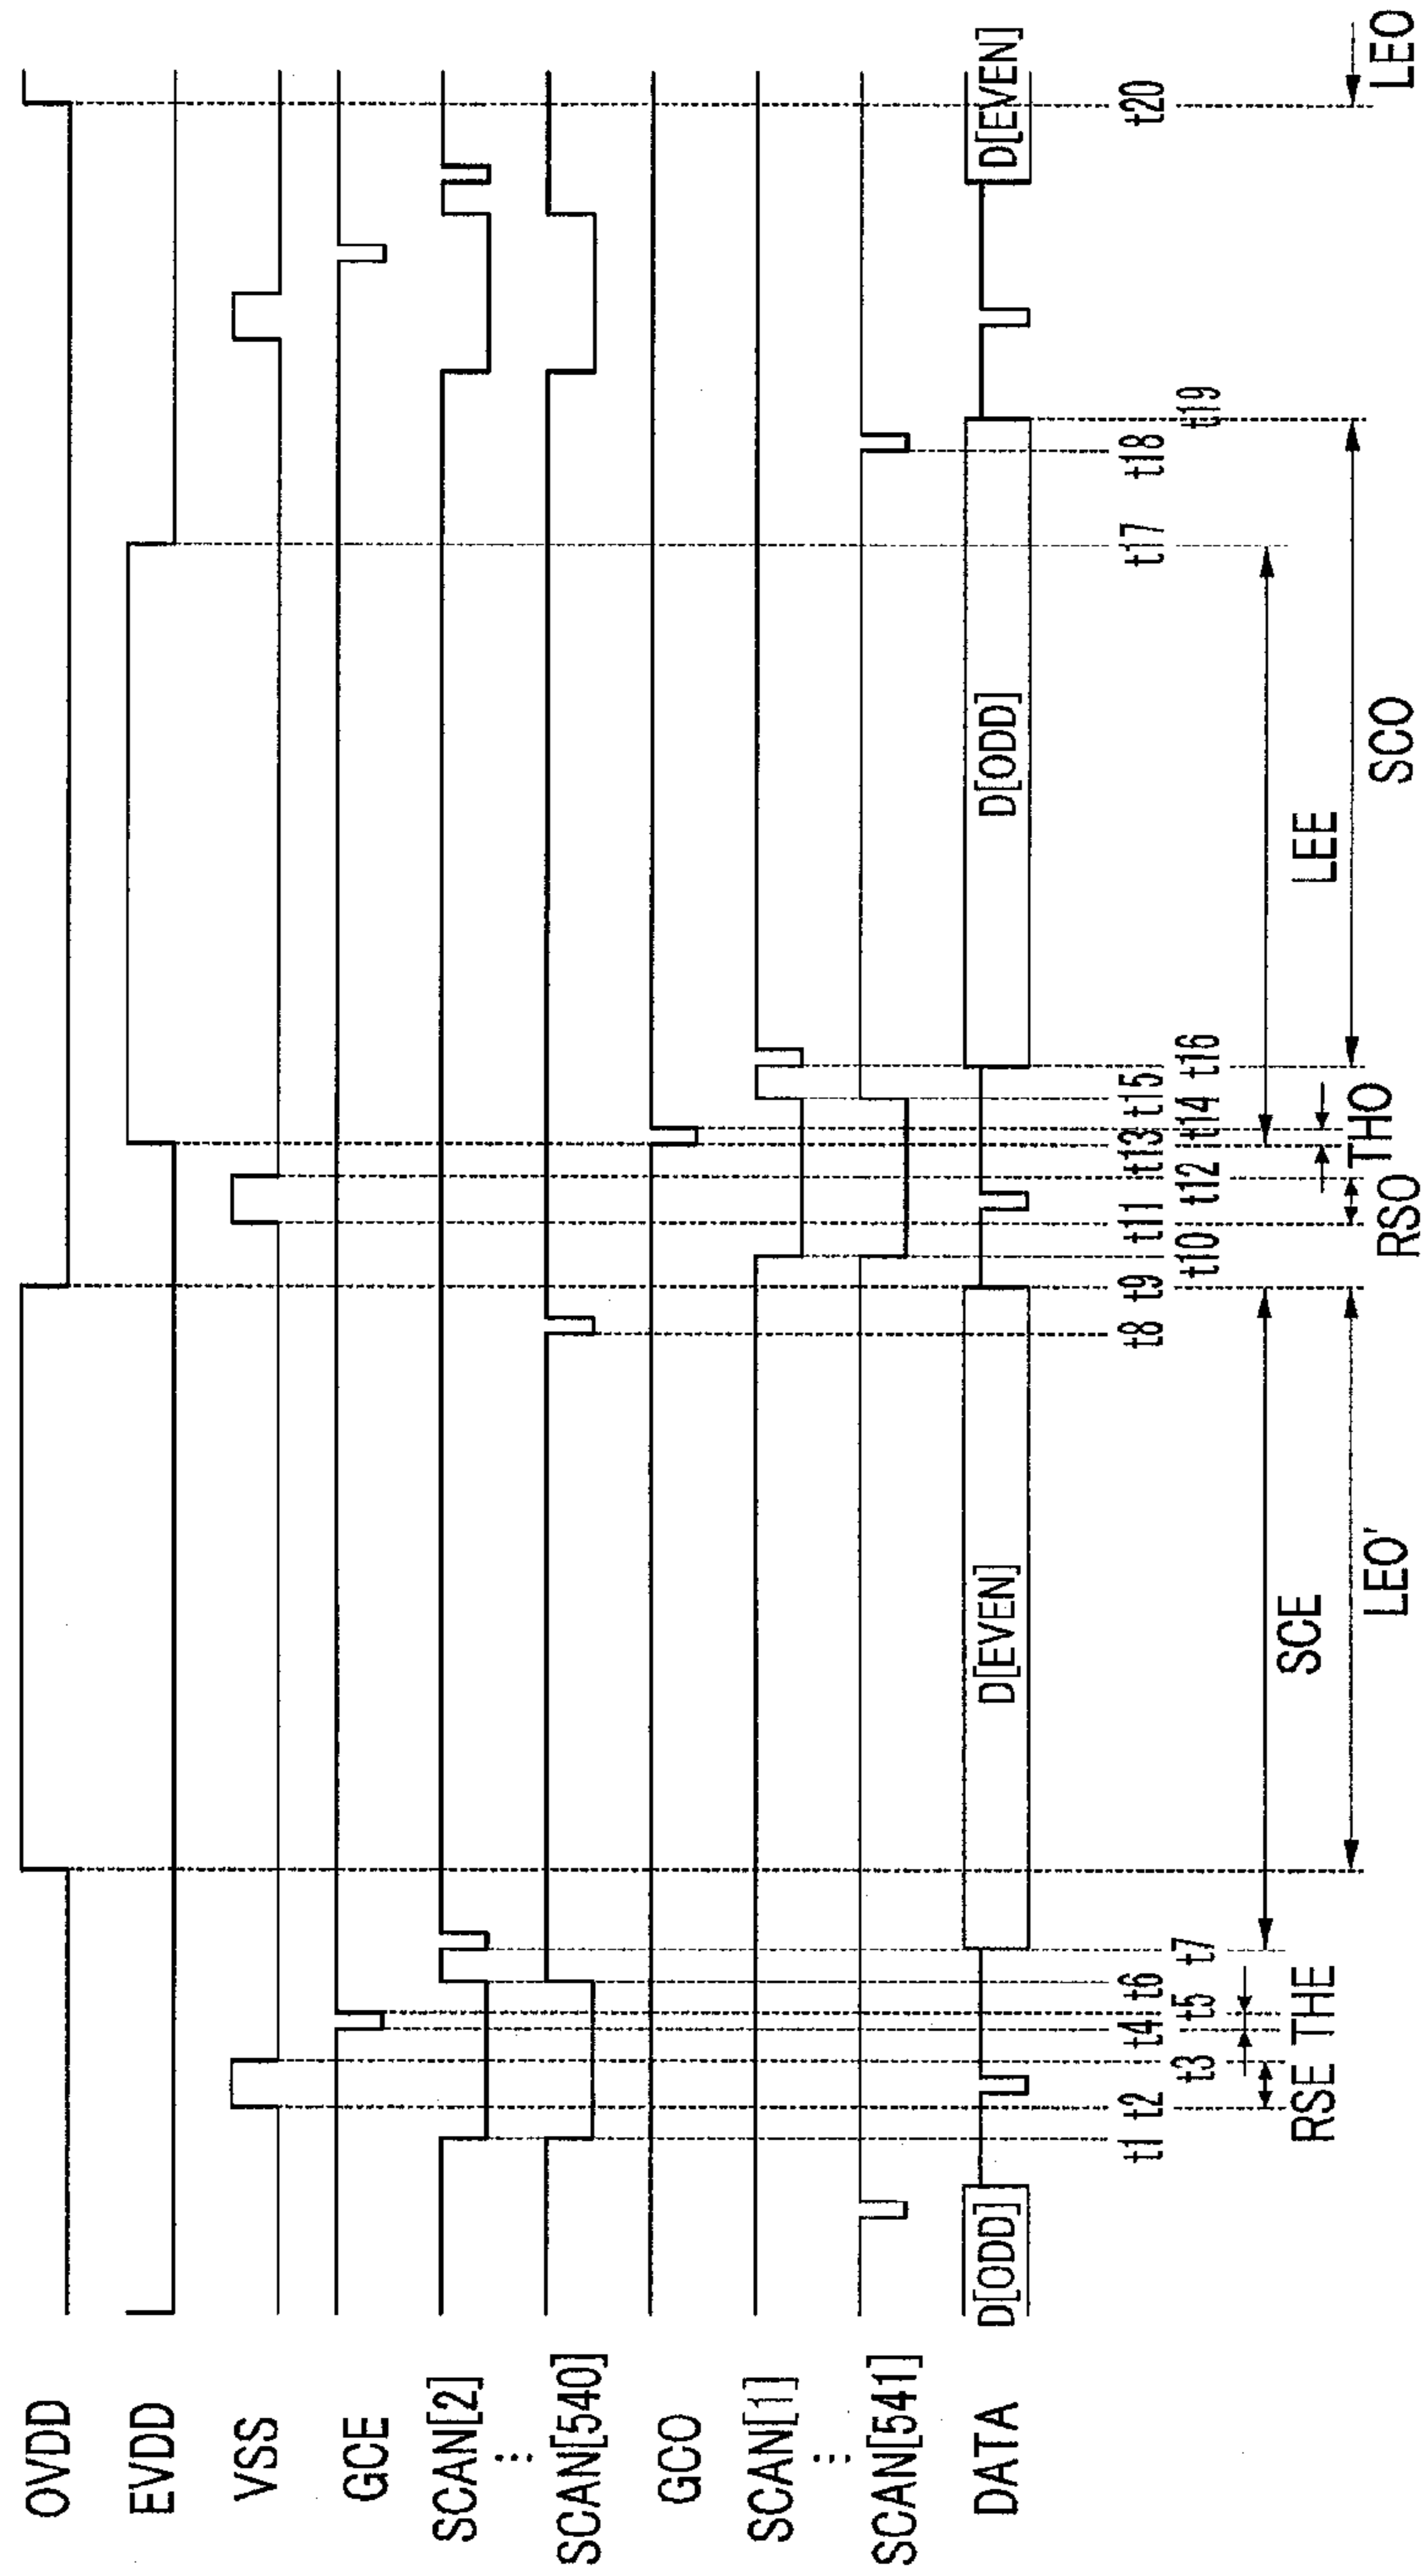 OVDD
EVDD
VSS
GCE
SCAN[2]
⋮
SCAN[540]
GCO
SCAN[1]
⋮
SCAN[541]
DATA
D[ODD] D[EVEN] D[ODD] D[EVEN]
t1 t2 t3 t4 t5 t6 t7 t8 t9 t10 t11 t12 t13 t14 t15 t16 t17 t18 t19 t20
RSE THE SCE LEE
LEO' RSO THO SCO LEO